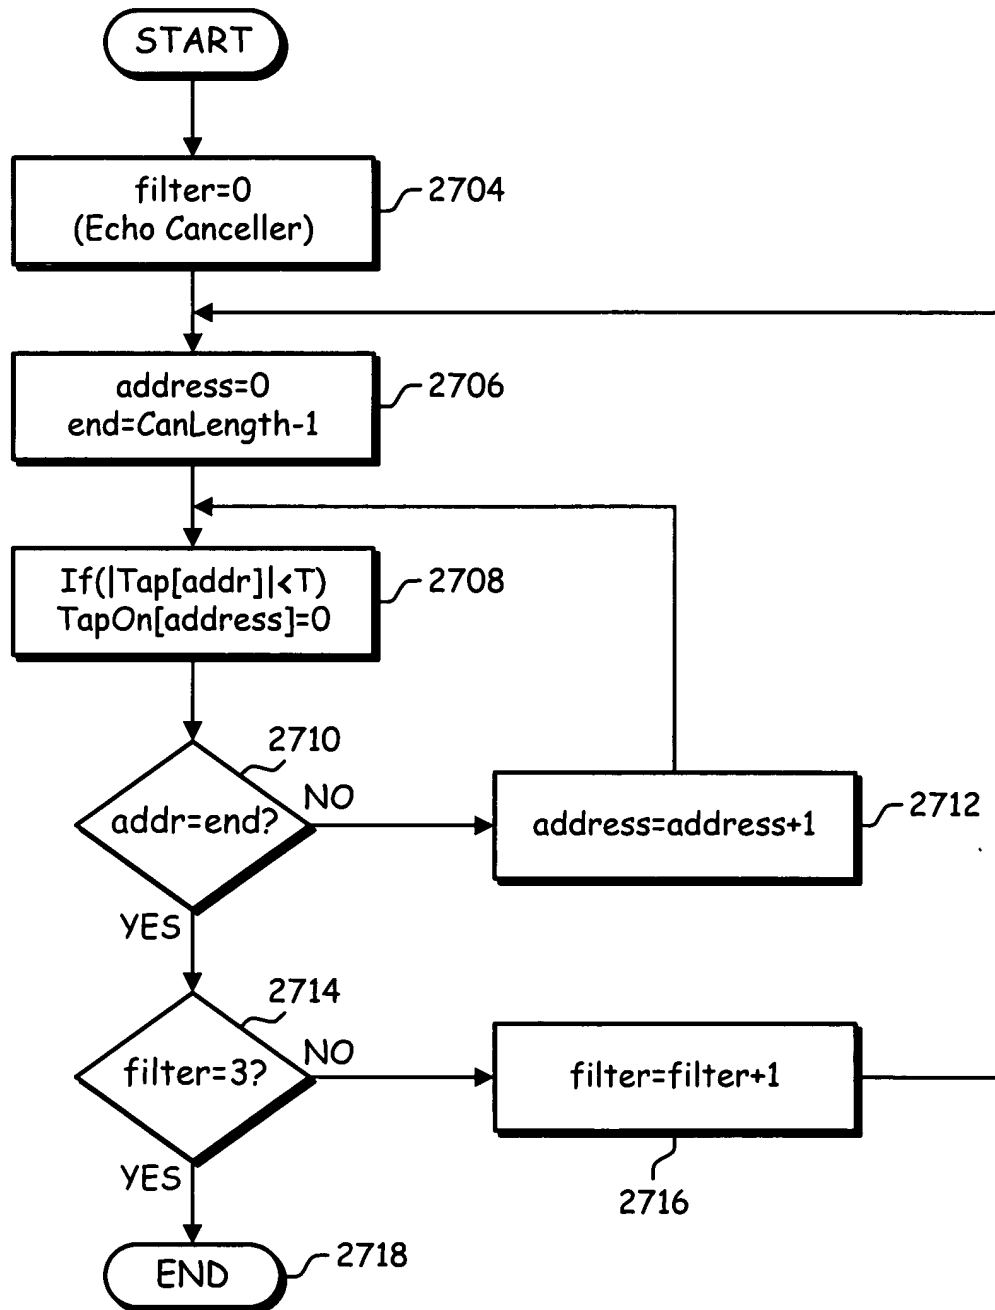 START
filter=0
(Echo Canceller)
2704
address=0
end=CanLength-1
2706
If(|Tap[addr]|<T)
TapOn[address]=0
2708
2710
addr=end?
NO
address=address+1
2712
YES
2714
filter=3?
NO
filter=filter+1
2716
YES
END
2718